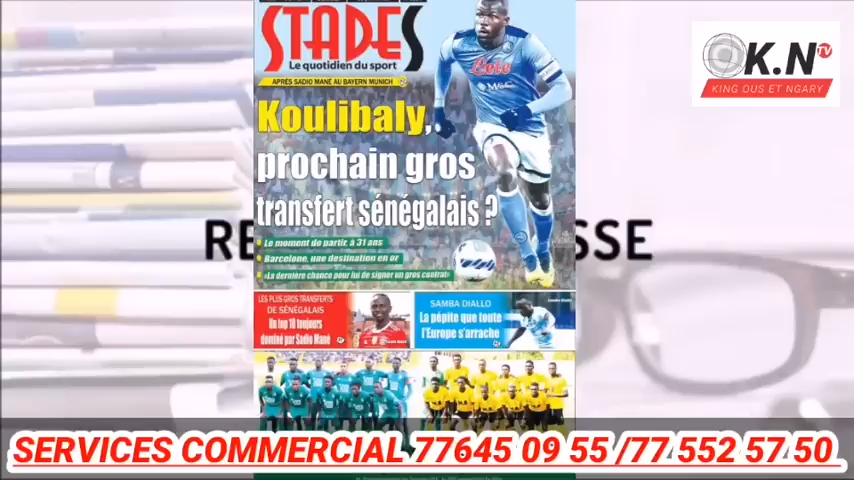 STADES
Le quotidien du sport
APRÈS SADIO MANÉ AU BAYERN MUNICH
Koulibaly,
prochain gros
transfert sénégalais ?
Le moment de partir, à 31 ans
Barcelone, une destination en or
«La dernière chance pour lui de signer un gros contrat»
LES PLUS GROS TRANSFERTS
DE SÉNÉGALAIS
Un top 10 toujours
dominé par Sadio Mané
SAMBA DIALLO
La pépite que toute
l'Europe s'arrache
Lete
MSC
K.N TV
KING OUS ET NGARY
RE
SSE
SERVICES COMMERCIAL 77645 09 55 /77 552 57 50